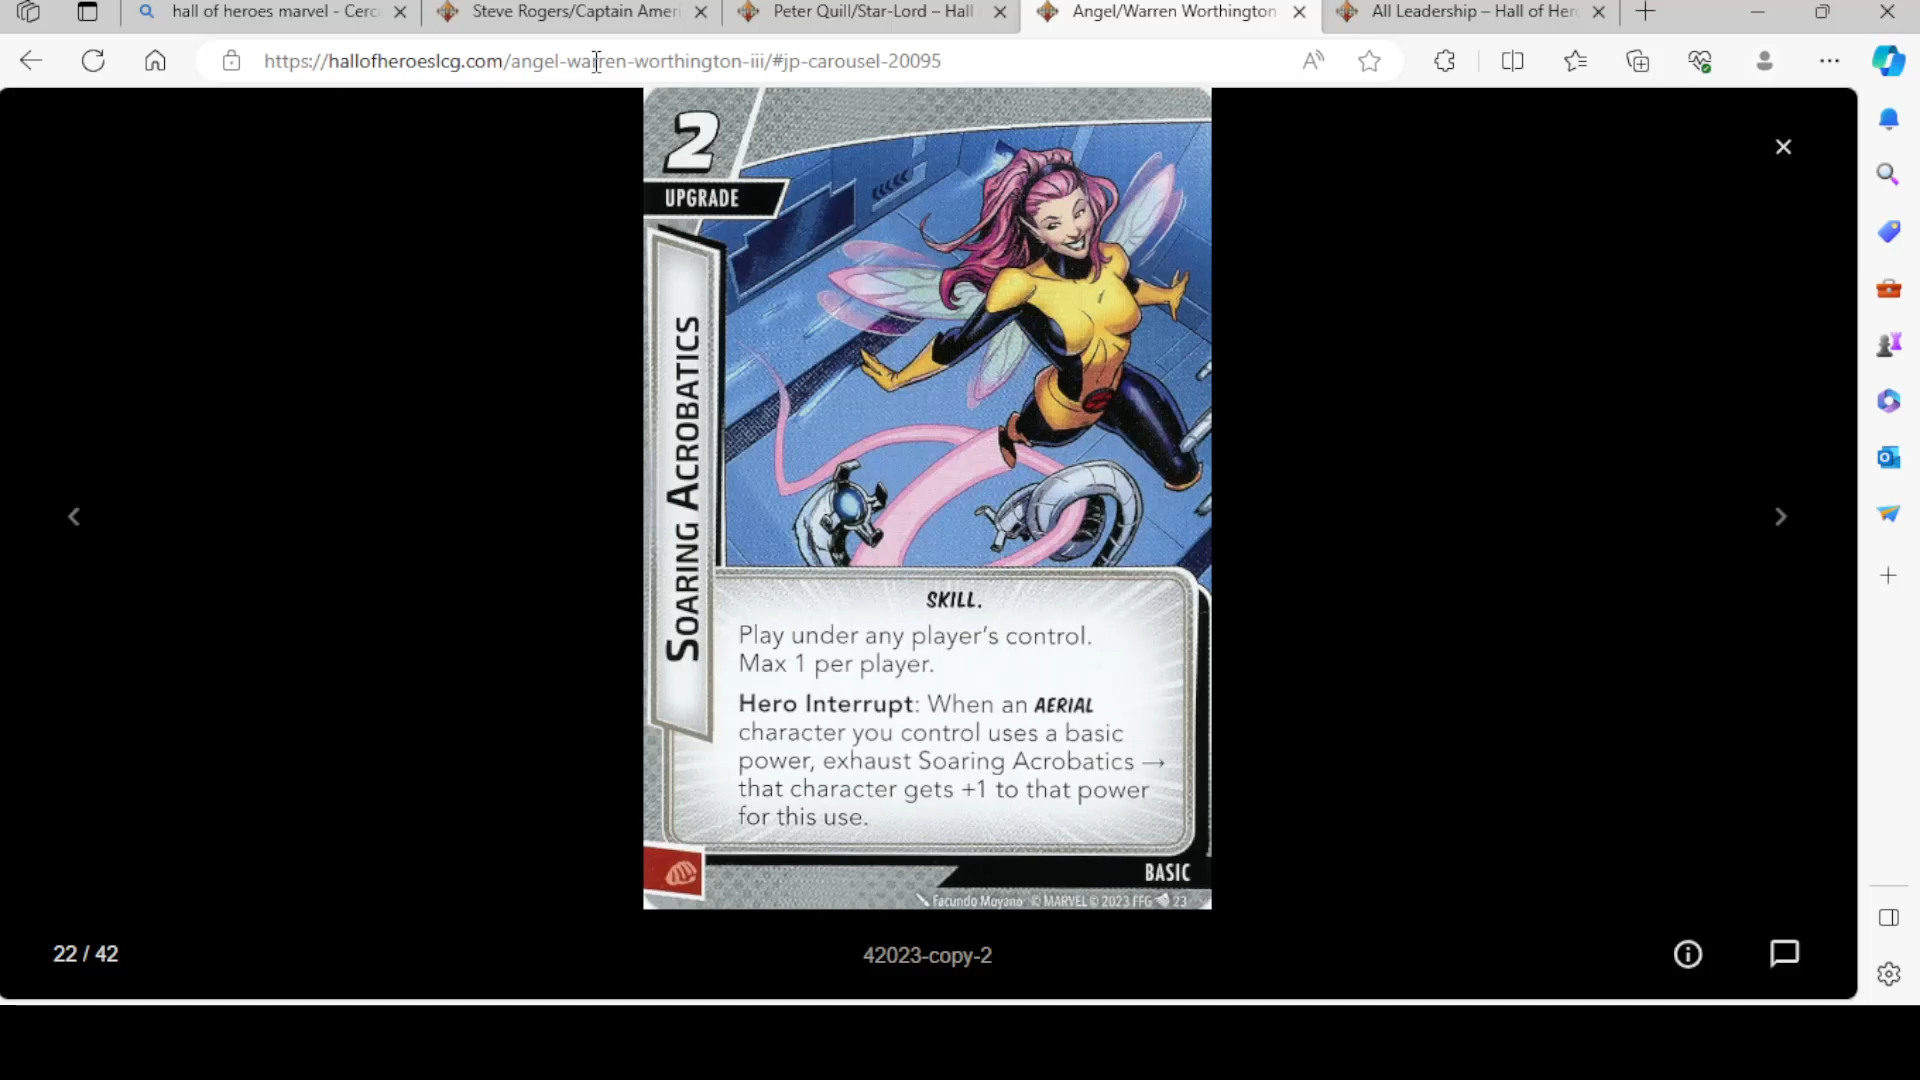 hall of heroes marvel - Cerc
Steve Rogers/Captain Ameri
Peter Quill/Star-Lord – Hall
Angel/Warren Worthington
All Leadership – Hall of Her
https://hallofheroeslcg.com/angel-warren-worthington-iii/#jp-carousel-20095
2
UPGRADE
SOARING ACROBATICS
SKILL.
Play under any player's control.
Max 1 per player.
Hero Interrupt: When an AERIAL
character you control uses a basic
power, exhaust Soaring Acrobatics →
that character gets +1 to that power
for this use.
BASIC
Facundo Moyano © MARVEL © 2023 FFG 23
22 / 42
42023-copy-2